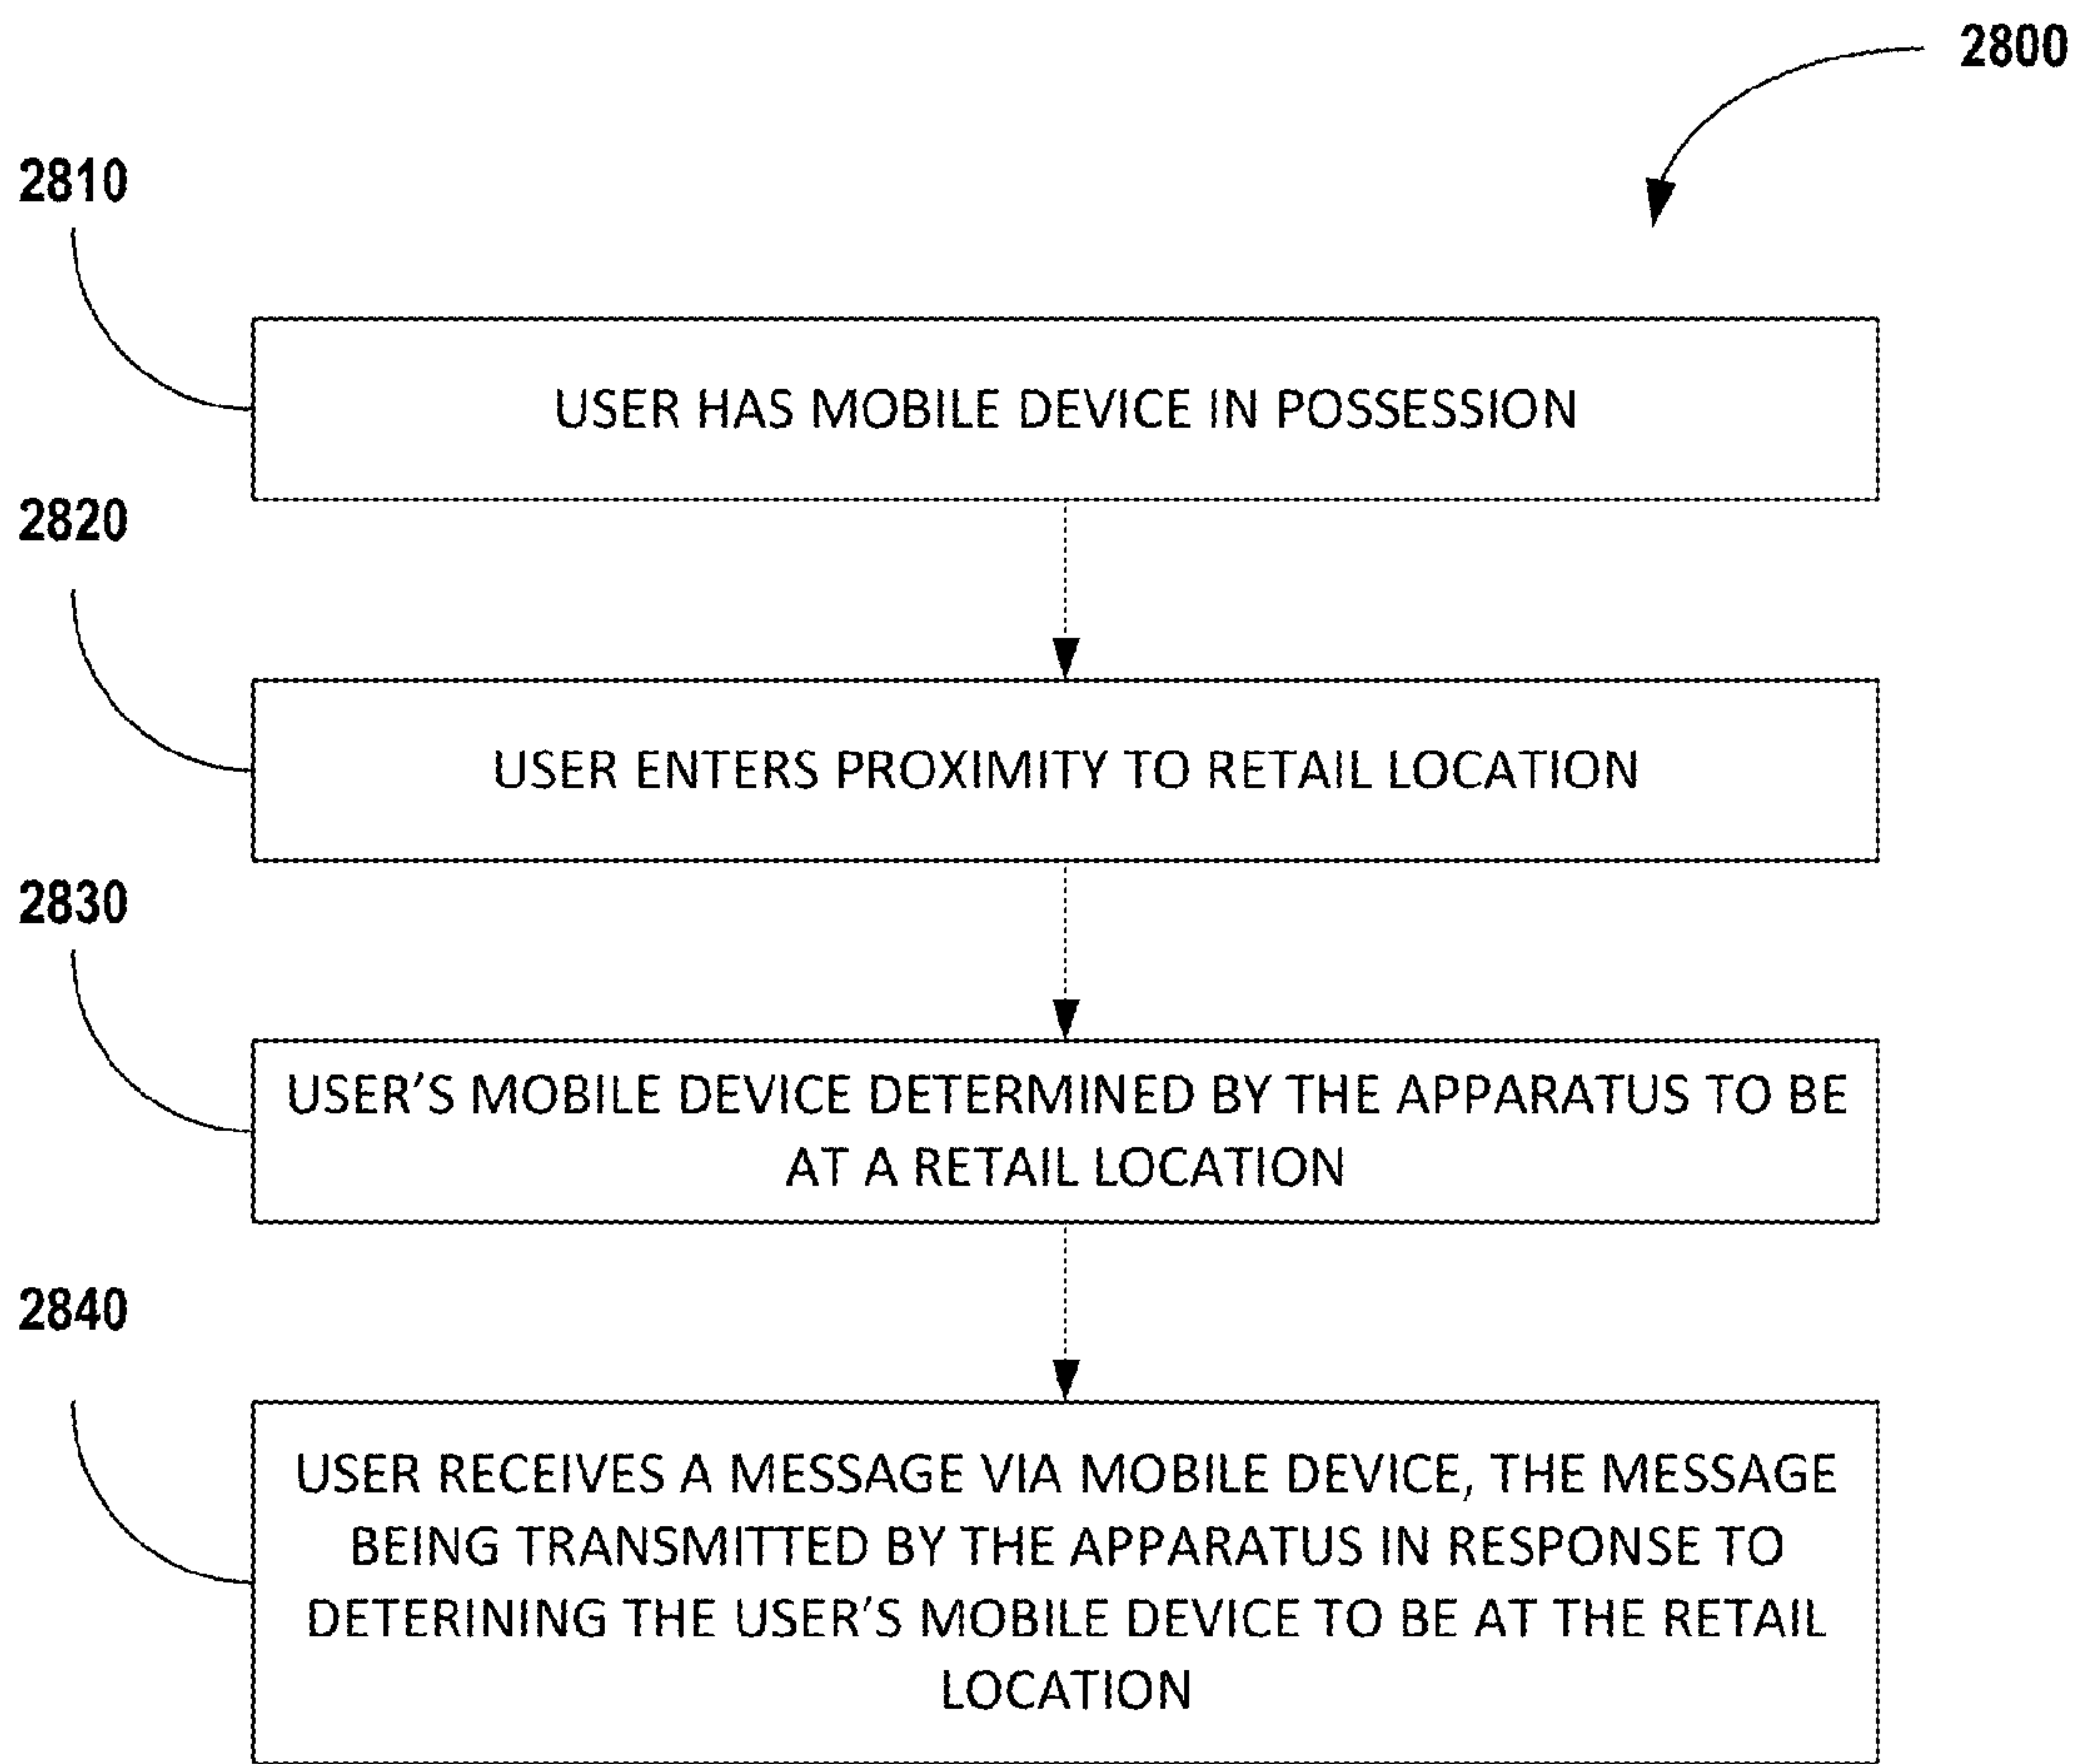 2800
2810
USER HAS MOBILE DEVICE IN POSSESSION
2820
USER ENTERS PROXIMITY TO RETAIL LOCATION
2830
USER'S MOBILE DEVICE DETERMINED BY THE APPARATUS TO BE
AT A RETAIL LOCATION
2840
USER RECEIVES A MESSAGE VIA MOBILE DEVICE, THE MESSAGE
BEING TRANSMITTED BY THE APPARATUS IN RESPONSE TO
DETERINING THE USER'S MOBILE DEVICE TO BE AT THE RETAIL
LOCATION